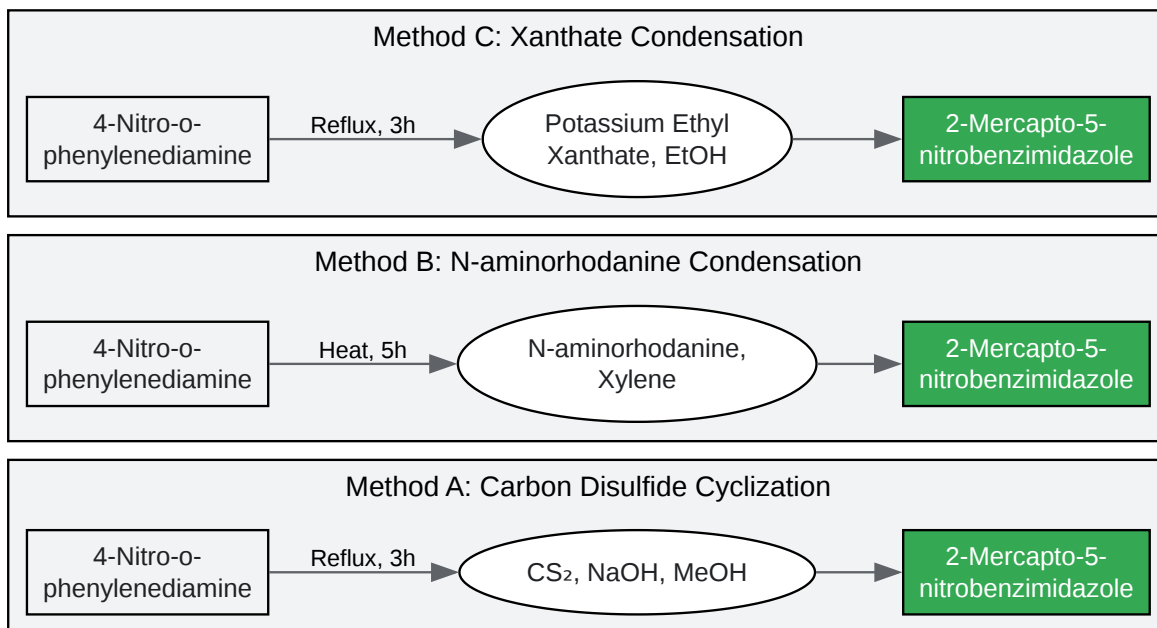 Method C: Xanthate Condensation
4-Nitro-o-
phenylenediamine
Reflux, 3h
Potassium Ethyl
Xanthate, EtOH
2-Mercapto-5-
nitrobenzimidazole
Method B: N-aminorhodanine Condensation
4-Nitro-o-
phenylenediamine
Heat, 5h
N-aminorhodanine,
Xylene
2-Mercapto-5-
nitrobenzimidazole
Method A: Carbon Disulfide Cyclization
4-Nitro-o-
phenylenediamine
Reflux, 3h
CS₂, NaOH, MeOH
2-Mercapto-5-
nitrobenzimidazole